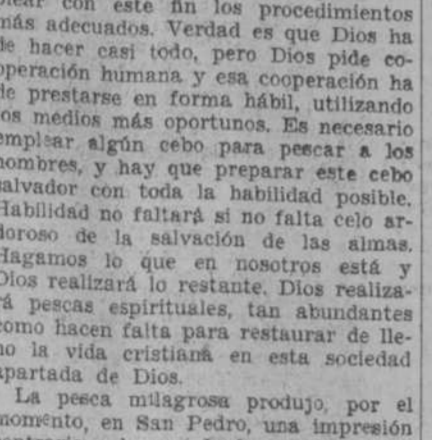 plear con este fin los procedimientos
más adecuados. Verdad es que Dios ha
de hacer casi todo, pero Dios pide co-
operación humana y esa cooperación ha
de prestarse en forma hábil, utilizando
los medios más oportunos. Es necesario
emplear algún cebo para pescar a los
hombres, y hay que preparar este cebo
salvador con toda la habilidad posible.
Habilidad no faltará si no falta celo ar-
doroso de la salvación de las almas.
Hagamos lo que en nosotros está y
Dios realizará lo restante. Dios realiza-
rá pescas espirituales, tan abundantes
como hacen falta para restaurar de lle-
no la vida cristiana en esta sociedad
apartada de Dios.
La pesca milagrosa produjo, por el
momento, en San Pedro, una impresión